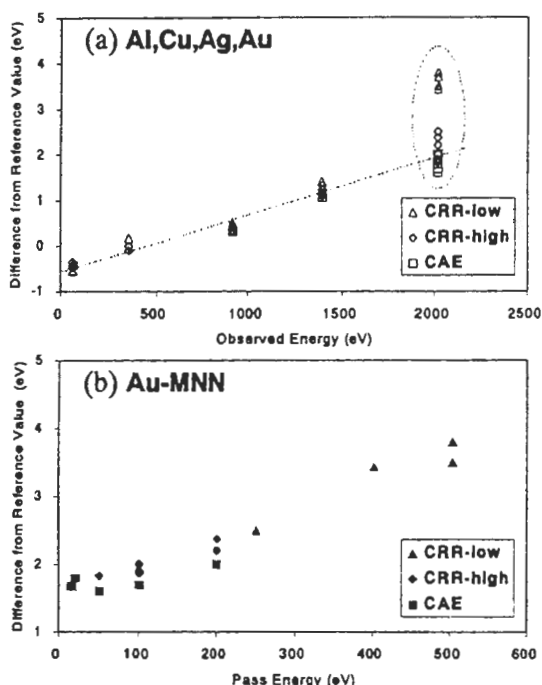 (a) Al,Cu,Ag,Au
Difference from Reference Value (eV)
5
4
3
2
1
0
-1
CRR-low
CRR-high
CAE
0 500 1000 1500 2000 2500
Observed Energy (eV)
(b) Au-MNN
Difference from Reference Value (eV)
5
4
3
2
1
CRR-low
CRR-high
CAE
0 100 200 300 400 500 600
Pass Energy (eV)